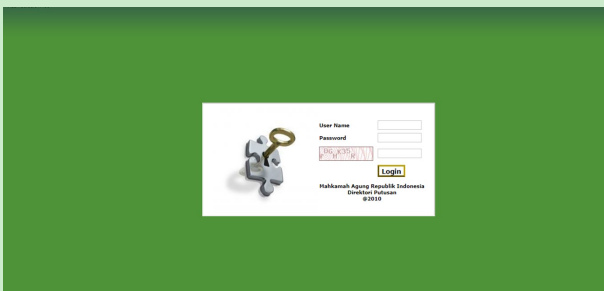 User Name
Password
Login
Mahkamah Agung Republik Indonesia
Direktori Putusan
@2010